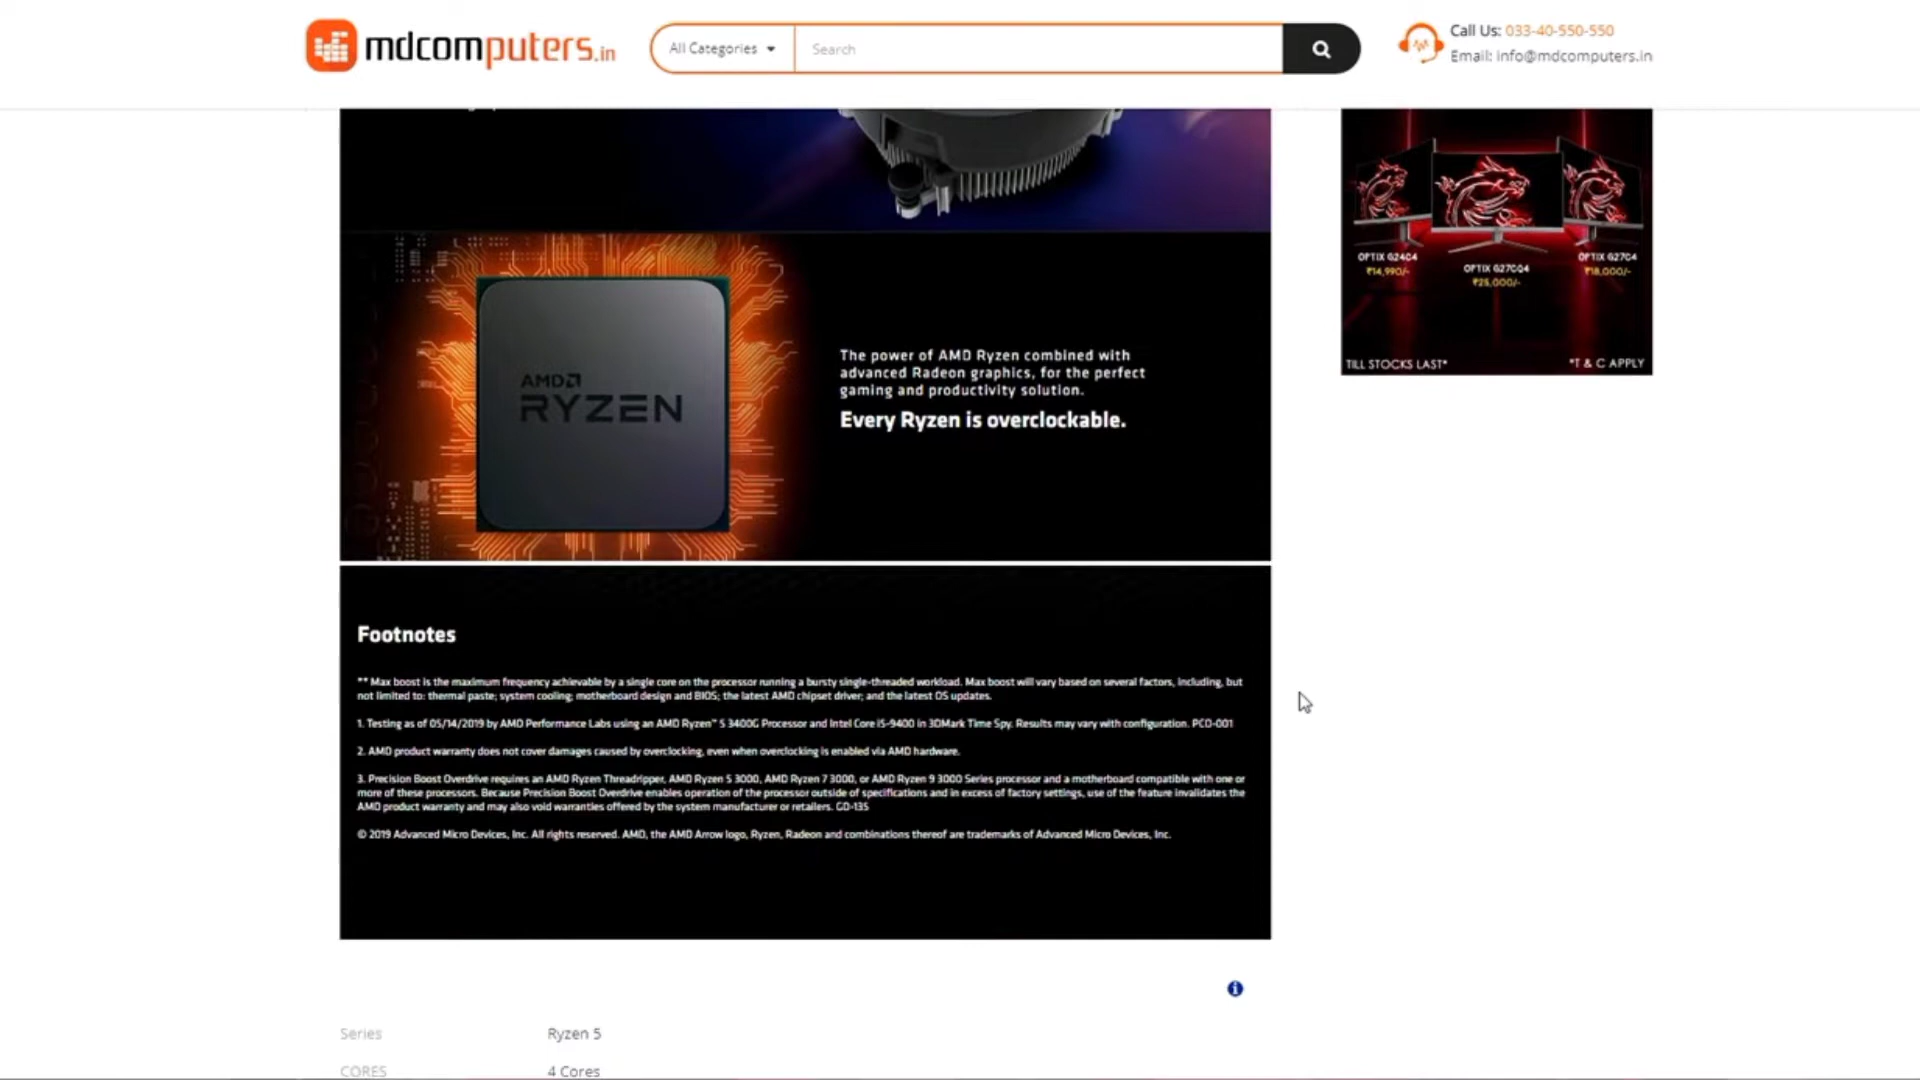 mdcomputers.in
All Categories
Search
Call Us: 033-40-550-550
Email: info@mdcomputers.in
OPTIX G24C4
₹14,990/-
OPTIX G27CQ4
₹25,000/-
OPTIX G27C4
₹18,000/-
TILL STOCKS LAST*
*T & C APPLY
AMD
RYZEN
The power of AMD Ryzen combined with
advanced Radeon graphics, for the perfect
gaming and productivity solution.
Every Ryzen is overclockable.
Footnotes
** Max boost is the maximum frequency achievable by a single core on the processor running a bursty single-threaded workload. Max boost will vary based on several factors, including, but
not limited to: thermal paste; system cooling; motherboard design and BIOS; the latest AMD chipset driver; and the latest OS updates.
1. Testing as of 05/14/2019 by AMD Performance Labs using an AMD Ryzen™ 5 3400G Processor and Intel Core i5-9400 in 3DMark Time Spy. Results may vary with configuration. PCO-001
2. AMD product warranty does not cover damages caused by overclocking, even when overclocking is enabled via AMD hardware.
3. Precision Boost Overdrive requires an AMD Ryzen Threadripper, AMD Ryzen 5 3000, AMD Ryzen 7 3000, or AMD Ryzen 9 3000 Series processor and a motherboard compatible with one or
more of these processors. Because Precision Boost Overdrive enables operation of the processor outside of specifications and in excess of factory settings, use of the feature invalidates the
AMD product warranty and may also void warranties offered by the system manufacturer or retailers. GD-135
© 2019 Advanced Micro Devices, Inc. All rights reserved. AMD, the AMD Arrow logo, Ryzen, Radeon and combinations thereof are trademarks of Advanced Micro Devices, Inc.
Series Ryzen 5
CORES 4 Cores